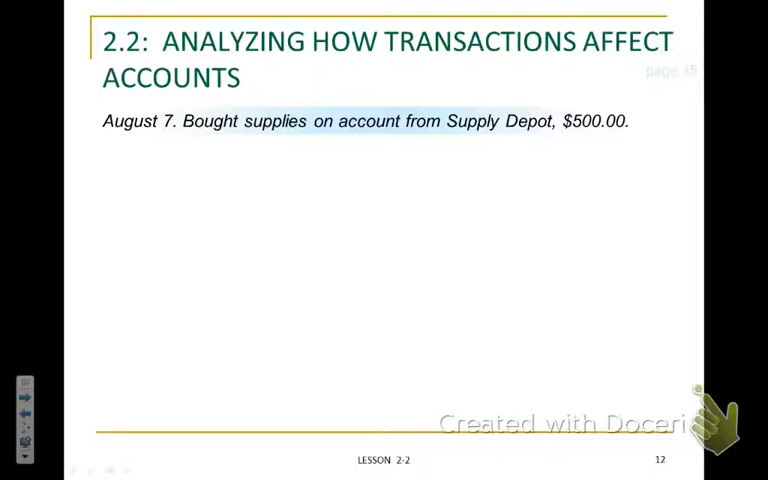 2.2: ANALYZING HOW TRANSACTIONS AFFECT
ACCOUNTS
page 35
August 7. Bought supplies on account from Supply Depot, $500.00.
Created with Doceri
LESSON 2-2
12